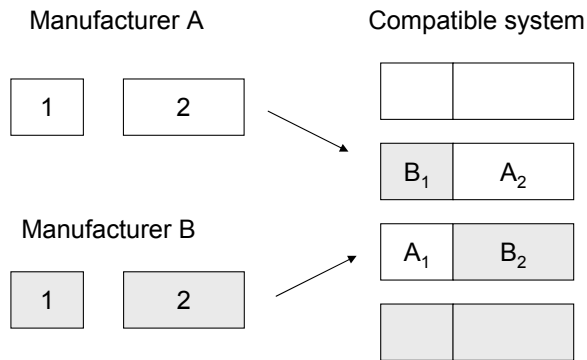 Manufacturer A
Compatible system
1
2
B₁
A₂
Manufacturer B
A₁
B₂
1
2